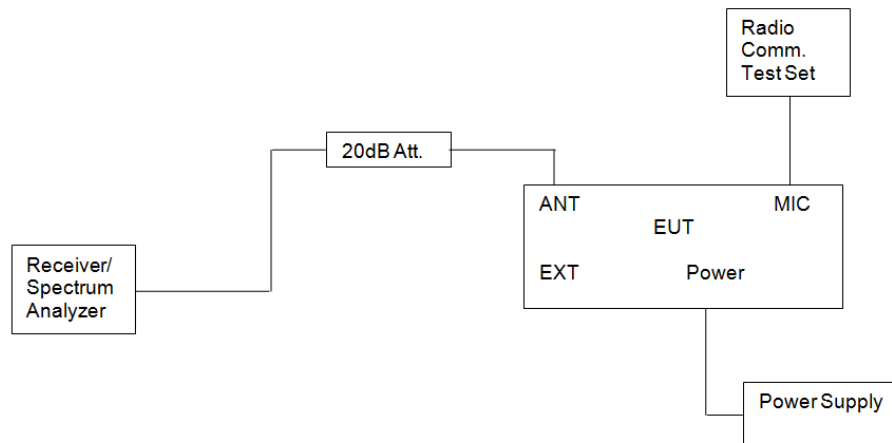 Radio
Comm.
Test Set
20dB Att.
ANT
MIC
EUT
EXT
Power
Receiver/
Spectrum
Analyzer
Power Supply